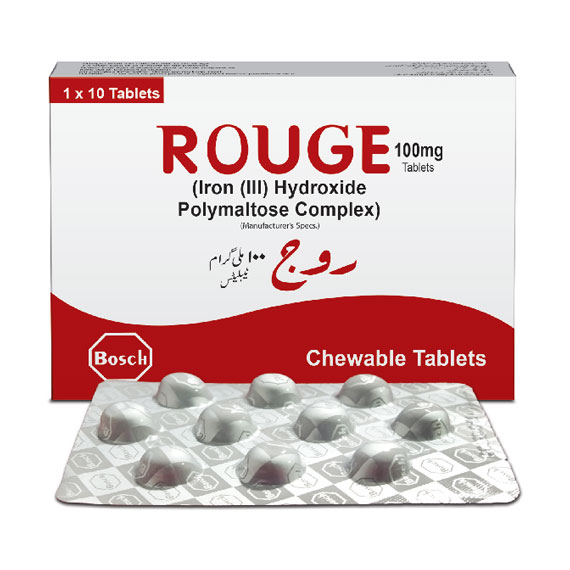 1 x 10 Tablets
ROUGE 100mg
Tablets
(Iron (III) Hydroxide
Polymaltose Complex)
(Manufacturer's Specs.)
روج ۱۰۰ ملی گرام
ٹیبلیٹس
Bosch
Chewable Tablets